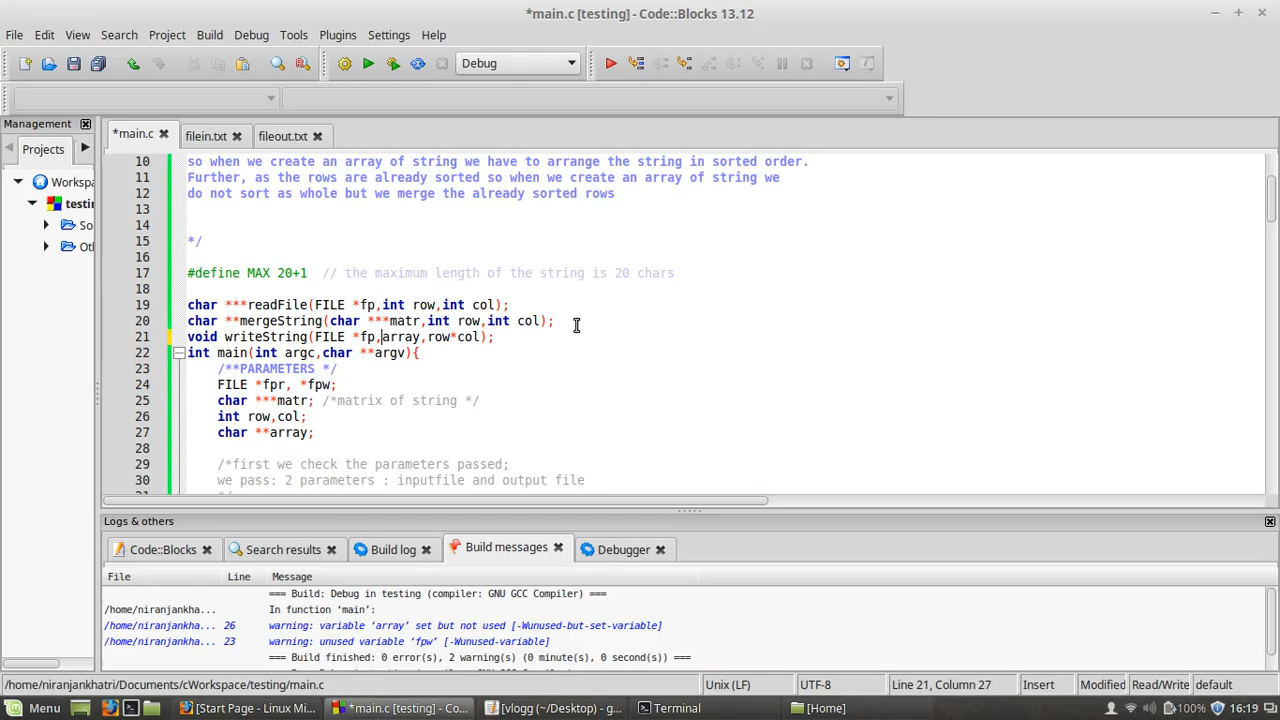 *main.c [testing] - Code::Blocks 13.12
File Edit View Search Project Build Debug Tools Plugins Settings Help
Debug
Management
*main.c filein.txt fileout.txt
Projects
Workspa
testin
So
Oth
10 so when we create an array of string we have to arrange the string in sorted order.
11 Further, as the rows are already sorted so when we create an array of string we
12 do not sort as whole but we merge the already sorted rows
13
14
15 */
16
17 #define MAX 20+1 // the maximum length of the string is 20 chars
18
19 char ***readFile(FILE *fp,int row,int col);
20 char **mergeString(char ***matr,int row,int col);
21 void writeString(FILE *fp,array,row*col);
22 int main(int argc,char **argv){
23 /**PARAMETERS */
24 FILE *fpr, *fpw;
25 char ***matr; /*matrix of string */
26 int row,col;
27 char **array;
28
29 /*first we check the parameters passed;
30 we pass: 2 parameters : inputfile and output file
Logs & others
Code::Blocks Search results Build log Build messages Debugger
File Line Message
=== Build: Debug in testing (compiler: GNU GCC Compiler) ===
/home/niranjankha... In function ‘main’:
/home/niranjankha... 26 warning: variable ‘array’ set but not used [-Wunused-but-set-variable]
/home/niranjankha... 23 warning: unused variable ‘fpw’ [-Wunused-variable]
=== Build finished: 0 error(s), 2 warning(s) (0 minute(s), 0 second(s)) ===
/home/niranjankhatri/Documents/cWorkspace/testing/main.c Unix (LF) UTF-8 Line 21, Column 27 Insert Modified Read/Write default
Menu [Start Page - Linux Mi... *main.c [testing] - Co... vlogg (~/Desktop) - g... Terminal [Home] 100% 16:19